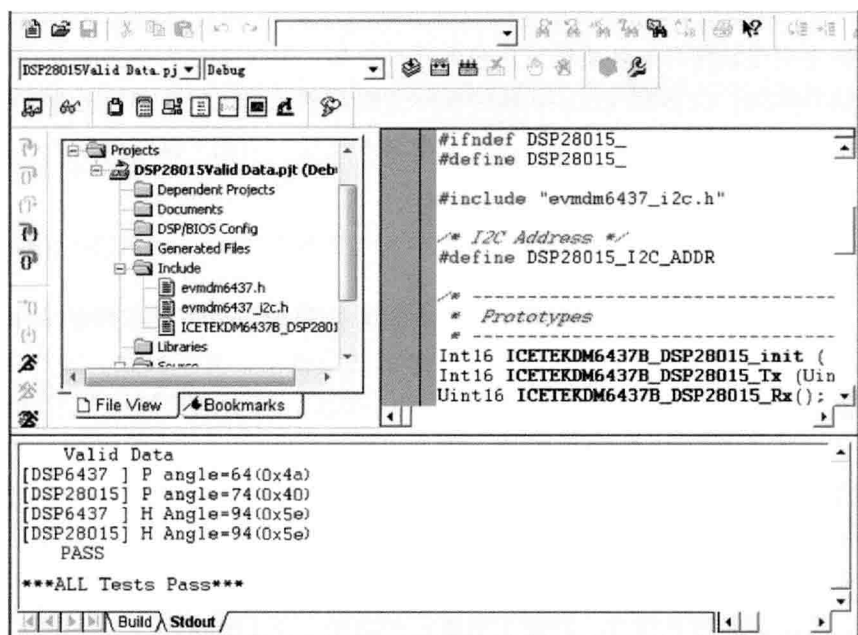 DSP28015Valid Data.pj
Debug
Projects
DSP28015Valid Data.pjt (Debu
Dependent Projects
Documents
DSP/BIOS Config
Generated Files
Include
evmdm6437.h
evmdm6437_i2c.h
ICETEKDM6437B_DSP2801
Libraries
File View
Bookmarks
#ifndef DSP28015_
#define DSP28015_
#include "evmdm6437_i2c.h"
/* I2C Address */
#define DSP28015_I2C_ADDR
/* ------------------------------
* Prototypes
* ------------------------------
Int16 ICETEKDM6437B_DSP28015_init (
Int16 ICETEKDM6437B_DSP28015_Tx (Uin
Uint16 ICETEKDM6437B_DSP28015_Rx();
Valid Data
[DSP6437 ] P angle=64(0x4a)
[DSP28015] P angle=74(0x40)
[DSP6437 ] H Angle=94(0x5e)
[DSP28015] H Angle=94(0x5e)
PASS
***ALL Tests Pass***
Build
Stdout